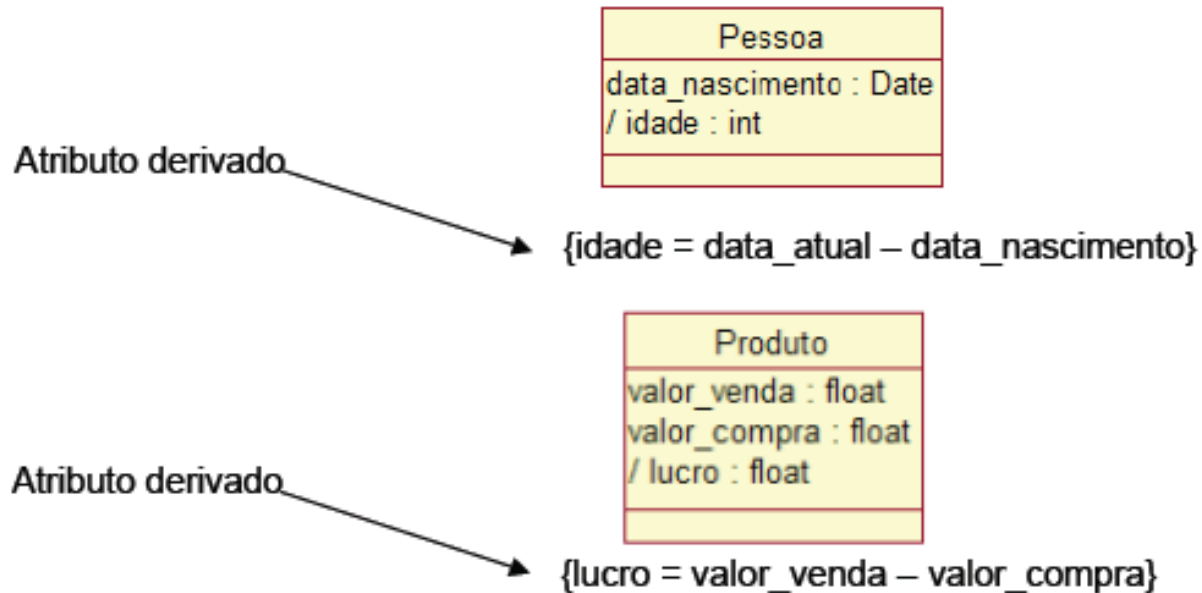 Pessoa
data_nascimento : Date
/ idade : int
Atributo derivado
{idade = data_atual – data_nascimento}
Produto
valor_venda : float
valor_compra : float
/ lucro : float
Atributo derivado
{lucro = valor_venda – valor_compra}